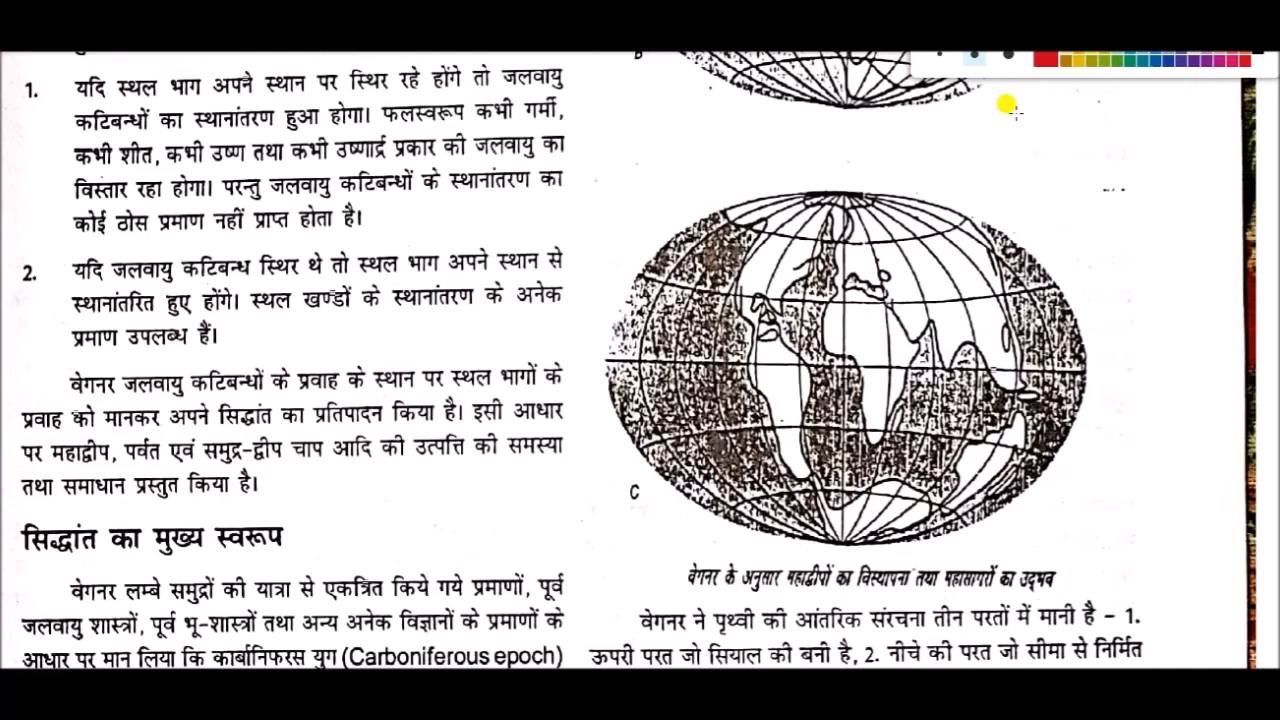 1. यदि स्थल भाग अपने स्थान पर स्थिर रहे होंगे तो जलवायु
कटिबन्धों का स्थानांतरण हुआ होगा। फलस्वरूप कभी गर्मी,
कभी शीत, कभी उष्ण तथा कभी उष्णार्द्र प्रकार की जलवायु का
विस्तार रहा होगा। परन्तु जलवायु कटिबन्धों के स्थानांतरण का
कोई ठोस प्रमाण नहीं प्राप्त होता है।
2. यदि जलवायु कटिबन्ध स्थिर थे तो स्थल भाग अपने स्थान से
स्थानांतरित हुए होंगे। स्थल खण्डों के स्थानांतरण के अनेक
प्रमाण उपलब्ध हैं।
वेगनर जलवायु कटिबन्धों के प्रवाह के स्थान पर स्थल भागों के
प्रवाह को मानकर अपने सिद्धांत का प्रतिपादन किया है। इसी आधार
पर महाद्वीप, पर्वत एवं समुद्र-द्वीप चाप आदि की उत्पत्ति की समस्या
तथा समाधान प्रस्तुत किया है।
सिद्धांत का मुख्य स्वरूप
वेगनर लम्बे समुद्रों की यात्रा से एकत्रित किये गये प्रमाणों, पूर्व
जलवायु शास्त्रों, पूर्व भू-शास्त्रों तथा अन्य अनेक विज्ञानों के प्रमाणों के
आधार पर मान लिया कि कार्बानिफरस युग (Carboniferous epoch)
C
वेगनर के अनुसार महाद्वीपों का विस्थापना तथा महासागरों का उद्भव
वेगनर ने पृथ्वी की आंतरिक संरचना तीन परतों में मानी है - 1.
ऊपरी परत जो सियाल की बनी है, 2. नीचे की परत जो सीमा से निर्मित